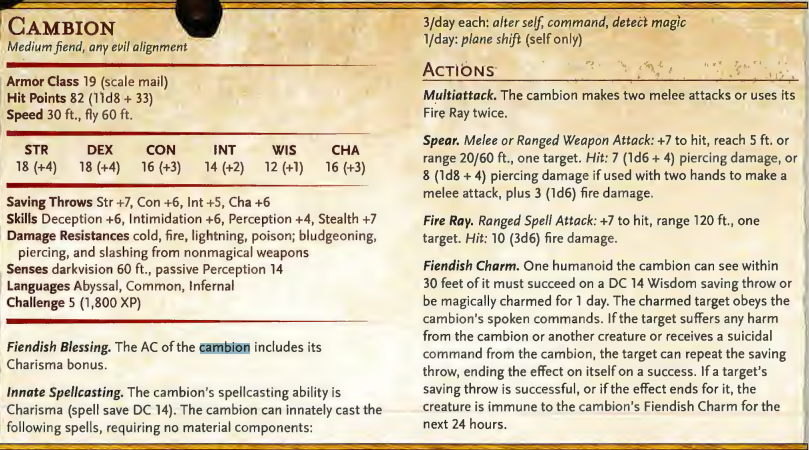 CAMBION
Medium fiend, any evil alignment
Armor Class 19 (scale mail)
Hit Points 82 (11d8 + 33)
Speed 30 ft., fly 60 ft.
STR DEX CON INT WIS CHA
18 (+4) 18 (+4) 16 (+3) 14 (+2) 12 (+1) 16 (+3)
Saving Throws Str +7, Con +6, Int +5, Cha +6
Skills Deception +6, Intimidation +6, Perception +4, Stealth +7
Damage Resistances cold, fire, lightning, poison; bludgeoning,
piercing, and slashing from nonmagical weapons
Senses darkvision 60 ft., passive Perception 14
Languages Abyssal, Common, Infernal
Challenge 5 (1,800 XP)
Fiendish Blessing. The AC of the cambion includes its
Charisma bonus.
Innate Spellcasting. The cambion's spellcasting ability is
Charisma (spell save DC 14). The cambion can innately cast the
following spells, requiring no material components:
3/day each: alter self, command, detect magic
1/day: plane shift (self only)
ACTIONS
Multiattack. The cambion makes two melee attacks or uses its
Fire Ray twice.
Spear. Melee or Ranged Weapon Attack: +7 to hit, reach 5 ft. or
range 20/60 ft., one target. Hit: 7 (1d6 + 4) piercing damage, or
8 (1d8 + 4) piercing damage if used with two hands to make a
melee attack, plus 3 (1d6) fire damage.
Fire Ray. Ranged Spell Attack: +7 to hit, range 120 ft., one
target. Hit: 10 (3d6) fire damage.
Fiendish Charm. One humanoid the cambion can see within
30 feet of it must succeed on a DC 14 Wisdom saving throw or
be magically charmed for 1 day. The charmed target obeys the
cambion's spoken commands. If the target suffers any harm
from the cambion or another creature or receives a suicidal
command from the cambion, the target can repeat the saving
throw, ending the effect on itself on a success. If a target's
saving throw is successful, or if the effect ends for it, the
creature is immune to the cambion's Fiendish Charm for the
next 24 hours.